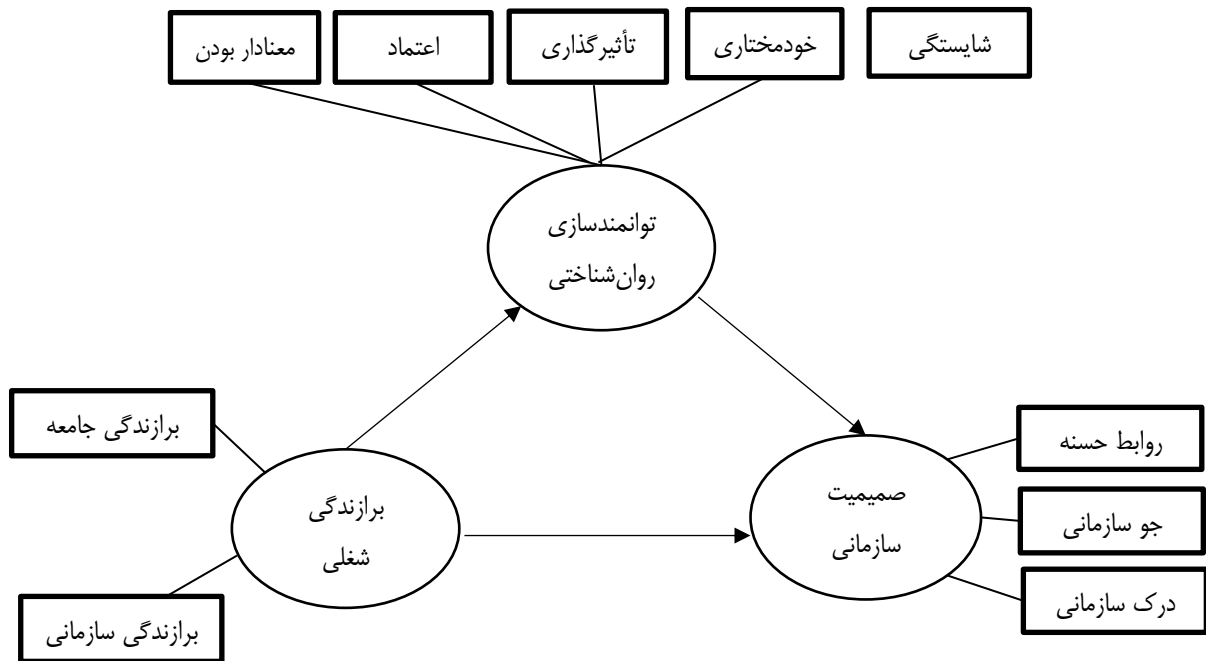 شایستگی
خودمختاری
تأثیرگذاری
اعتماد
معنادار بودن
توانمندسازی
روان‌شناختی
برازندگی جامعه
برازندگی
شغلی
برازندگی سازمانی
صمیمیت
سازمانی
روابط حسنه
جو سازمانی
درک سازمانی